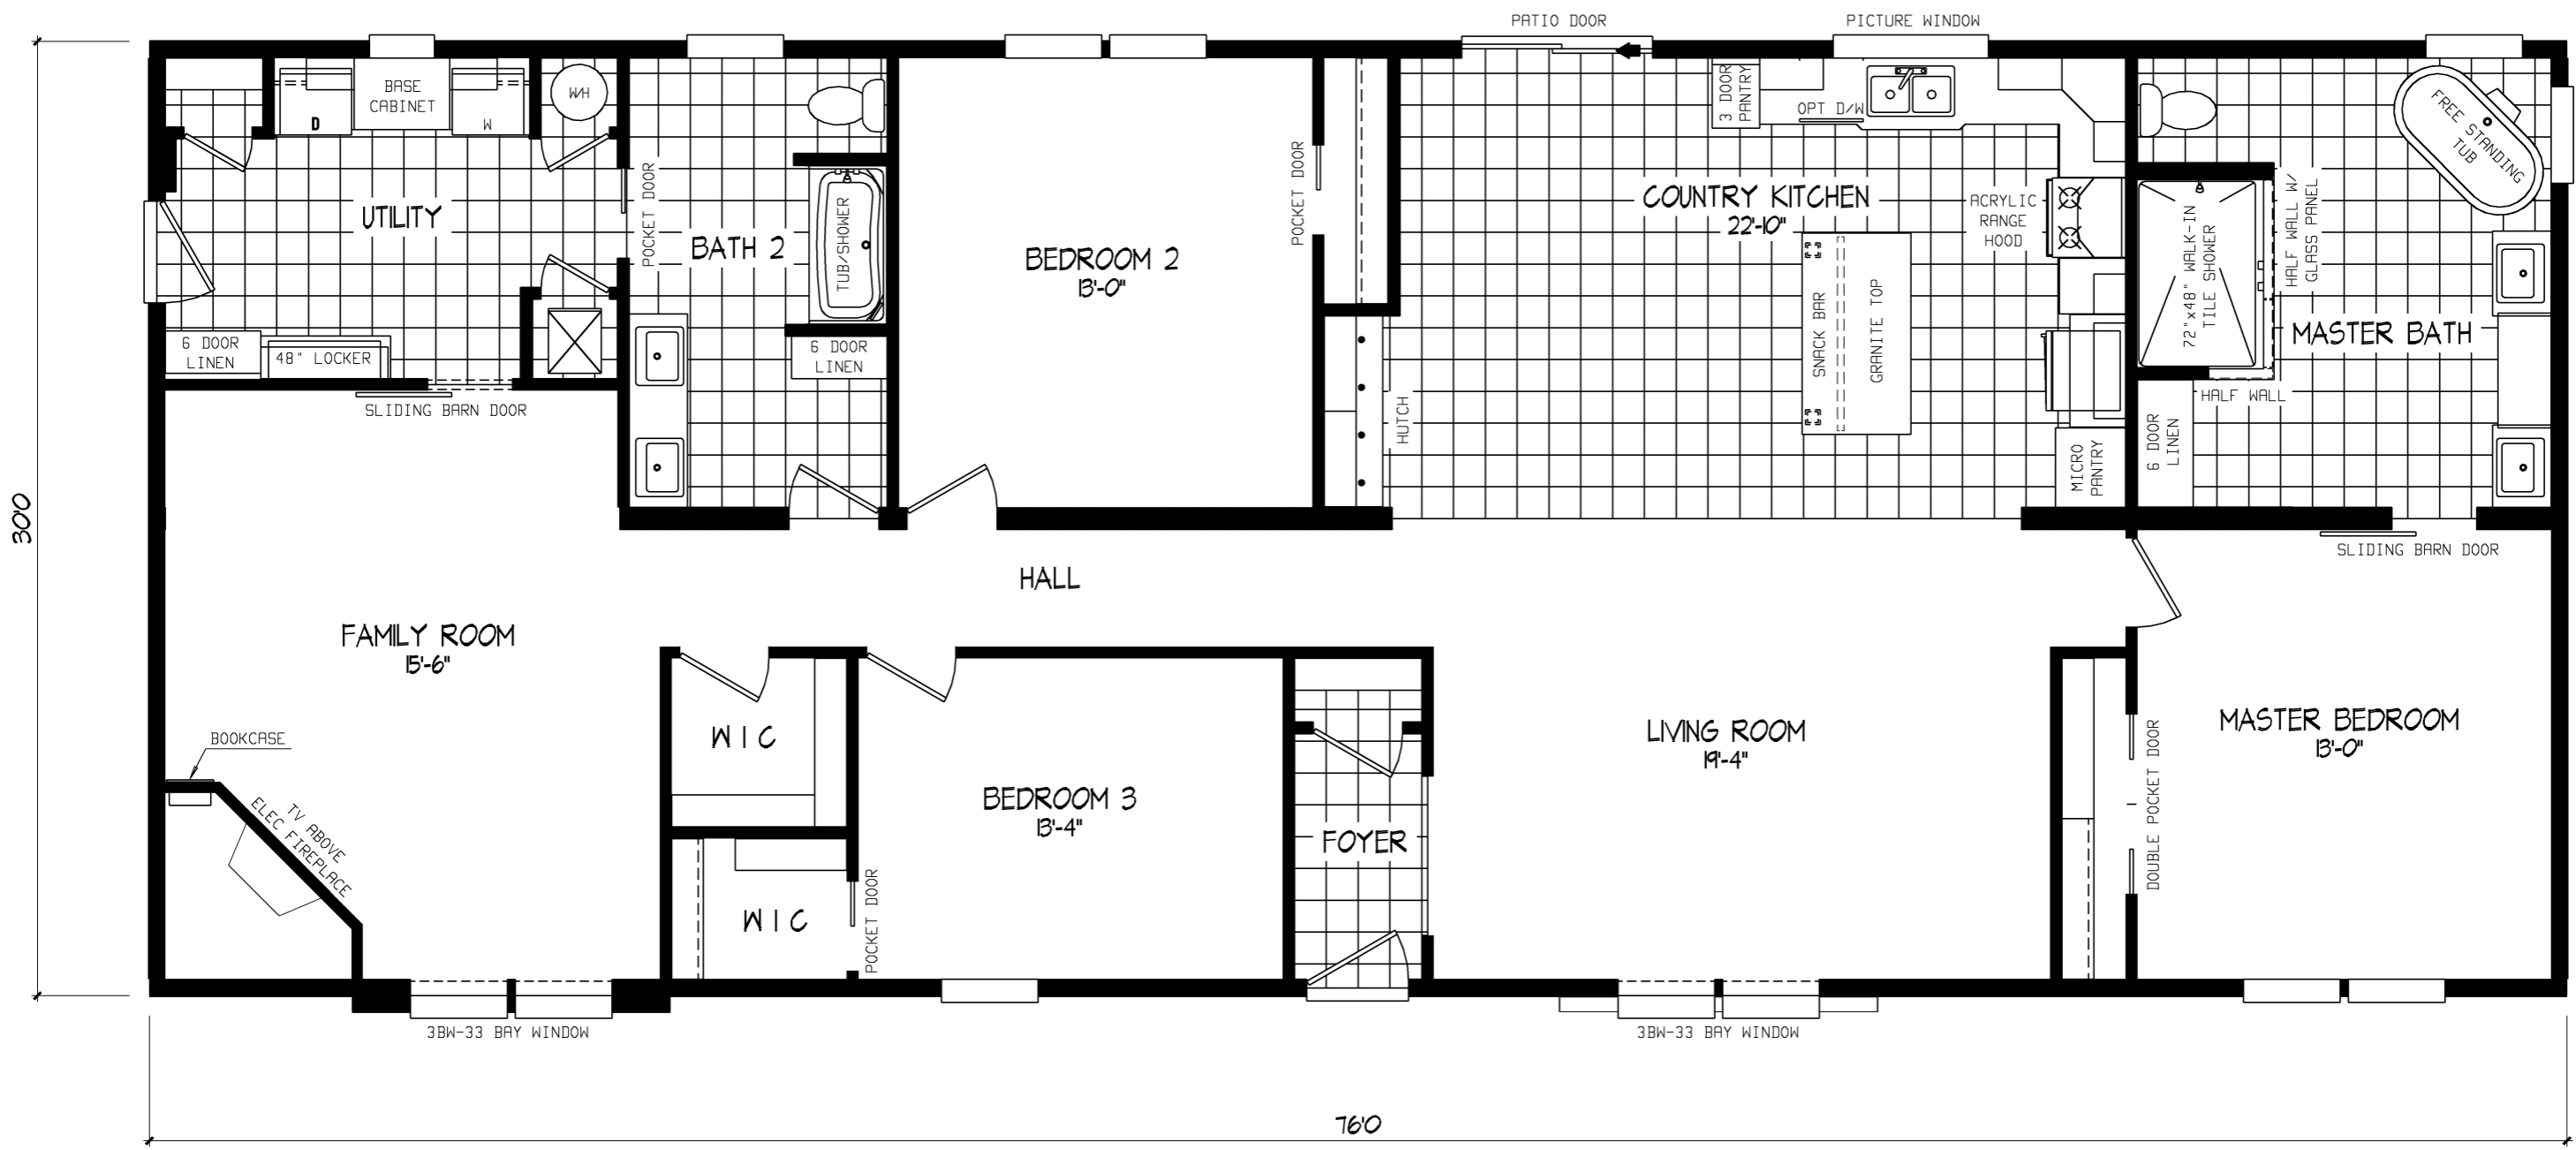 PATIO DOOR
PICTURE WINDOW
BASE
CABINET
D
W
W/H
UTILITY
POCKET DOOR
6 DOOR
LINEN
48" LOCKER
SLIDING BARN DOOR
BATH 2
TUB/SHOWER
6 DOOR
LINEN
BEDROOM 2
13'-0"
POCKET DOOR
HUTCH
3 DOOR
PANTRY
OPT D/W
COUNTRY KITCHEN
22'-10"
ACRYLIC
RANGE
HOOD
SNACK BAR
GRANITE TOP
MICRO
PANTRY
FREE STANDING
TUB
72"x48" WALK-IN
TILE SHOWER
HALF WALL W/
GLASS PANEL
MASTER BATH
HALF WALL
6 DOOR
LINEN
SLIDING BARN DOOR
30'0
HALL
FAMILY ROOM
15'-6"
BOOKCASE
TV ABOVE
ELEC FIREPLACE
WIC
WIC
POCKET DOOR
BEDROOM 3
13'-4"
FOYER
LIVING ROOM
19'-4"
DOUBLE POCKET DOOR
MASTER BEDROOM
13'-0"
3BW-33 BAY WINDOW
3BW-33 BAY WINDOW
76'0